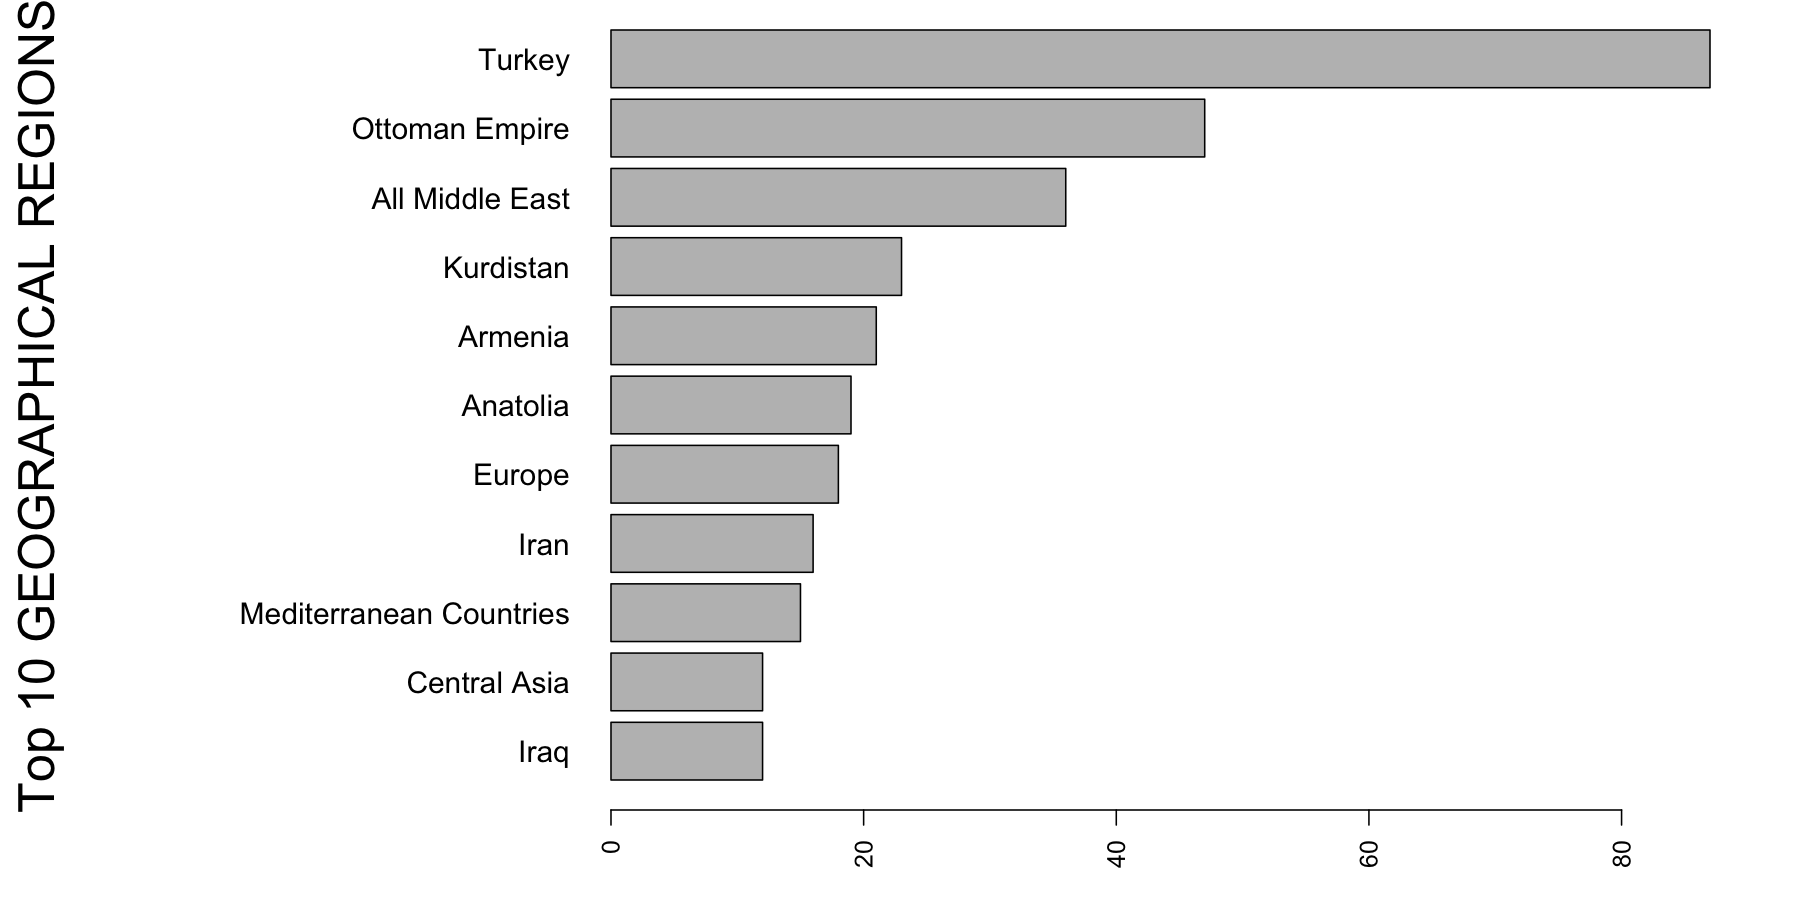 Top 10 GEOGRAPHICAL REGIONS
Turkey
Ottoman Empire
All Middle East
Kurdistan
Armenia
Anatolia
Europe
Iran
Mediterranean Countries
Central Asia
Iraq
0 20 40 60 80